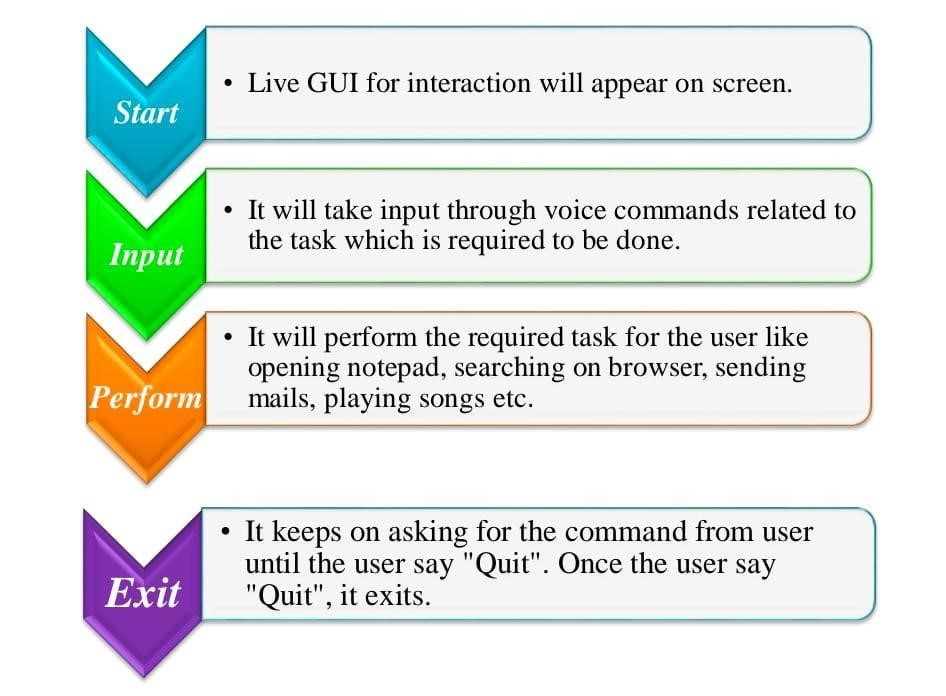 Start
• Live GUI for interaction will appear on screen.
Input
• It will take input through voice commands related to
the task which is required to be done.
Perform
• It will perform the required task for the user like
opening notepad, searching on browser, sending
mails, playing songs etc.
Exit
• It keeps on asking for the command from user
until the user say "Quit". Once the user say
"Quit", it exits.